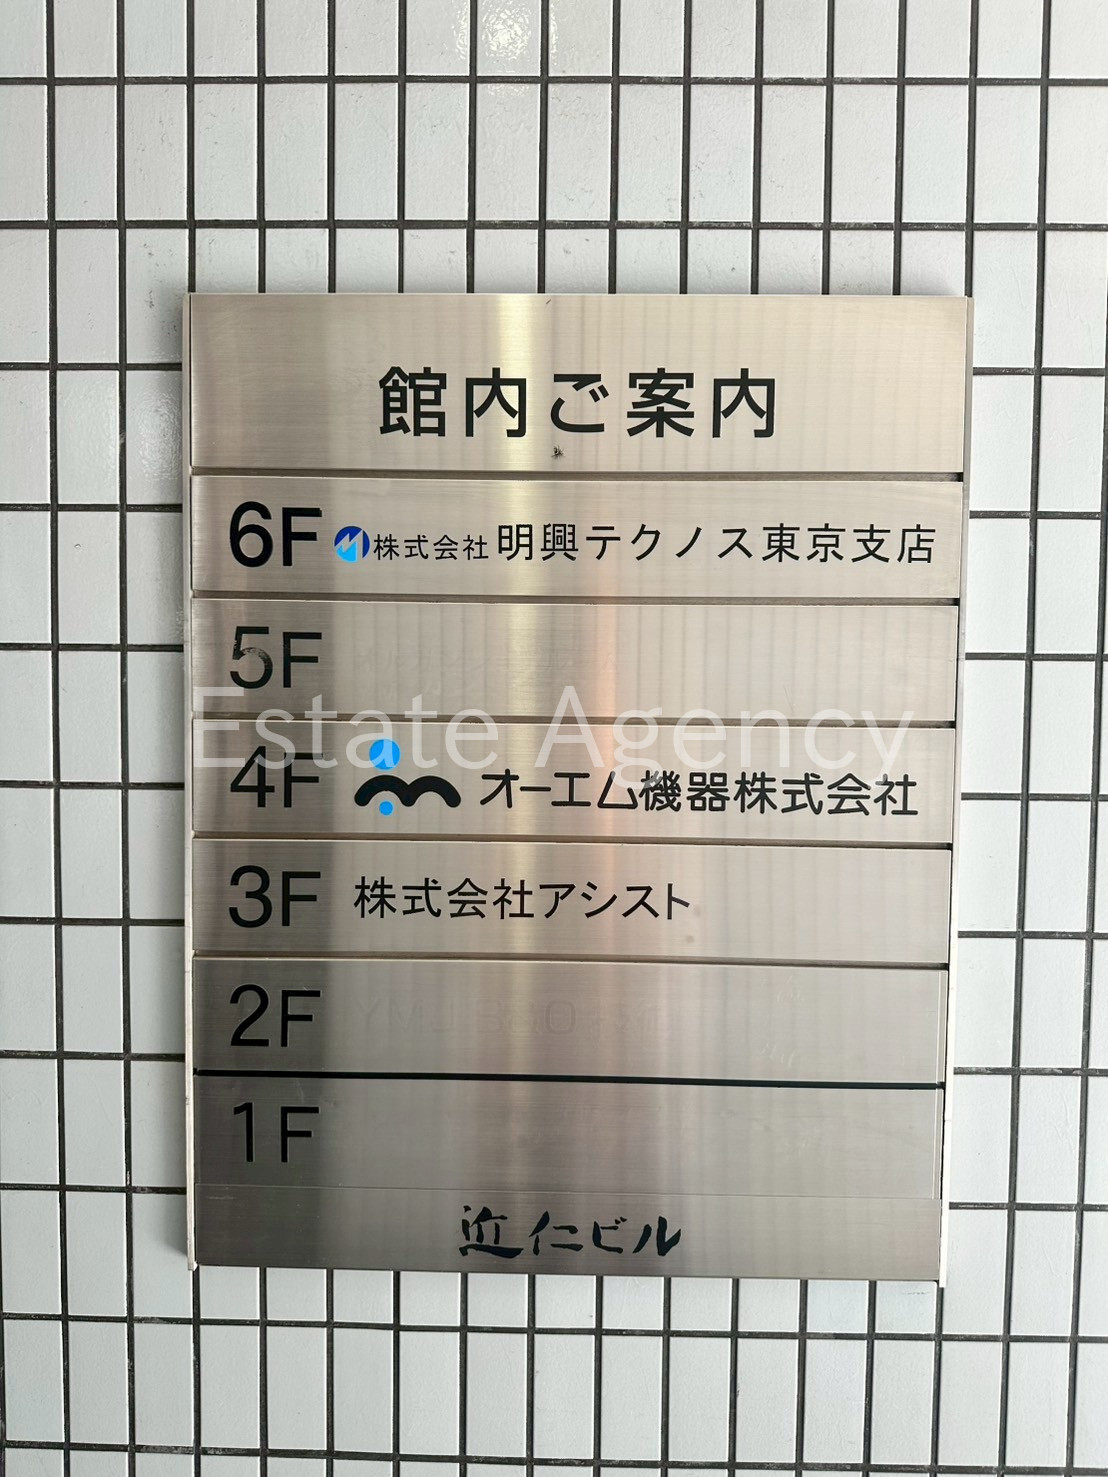 館内ご案内
6F 株式会社 明興テクノス東京支店
5F
Estate Agency
4F オーエム機器株式会社
3F 株式会社アシスト
2F
1F
近仁ビル